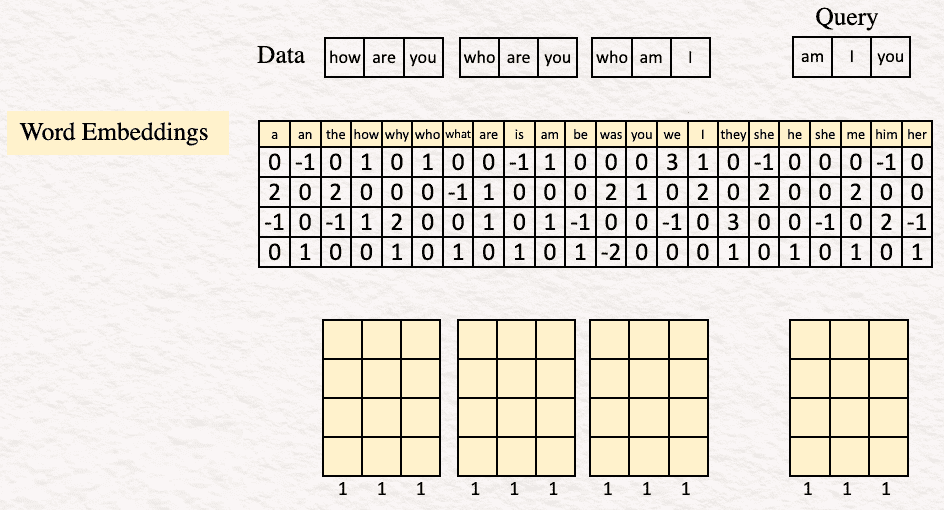 Query
Data how are you who are you who am I am I you
Word Embeddings
a an the how why who what are is am be was you we I they she he she me him her
0 -1 0 1 0 1 0 0 -1 1 0 0 0 3 1 0 -1 0 0 0 -1 0
2 0 2 0 0 0 -1 1 0 0 0 2 1 0 2 0 2 0 0 2 0 0
-1 0 -1 1 2 0 0 1 0 1 -1 0 0 -1 0 3 0 0 -1 0 2 -1
0 1 0 0 1 0 1 0 1 0 1 -2 0 0 0 1 0 1 0 1 0 1
1 1 1 1 1 1 1 1 1 1 1 1